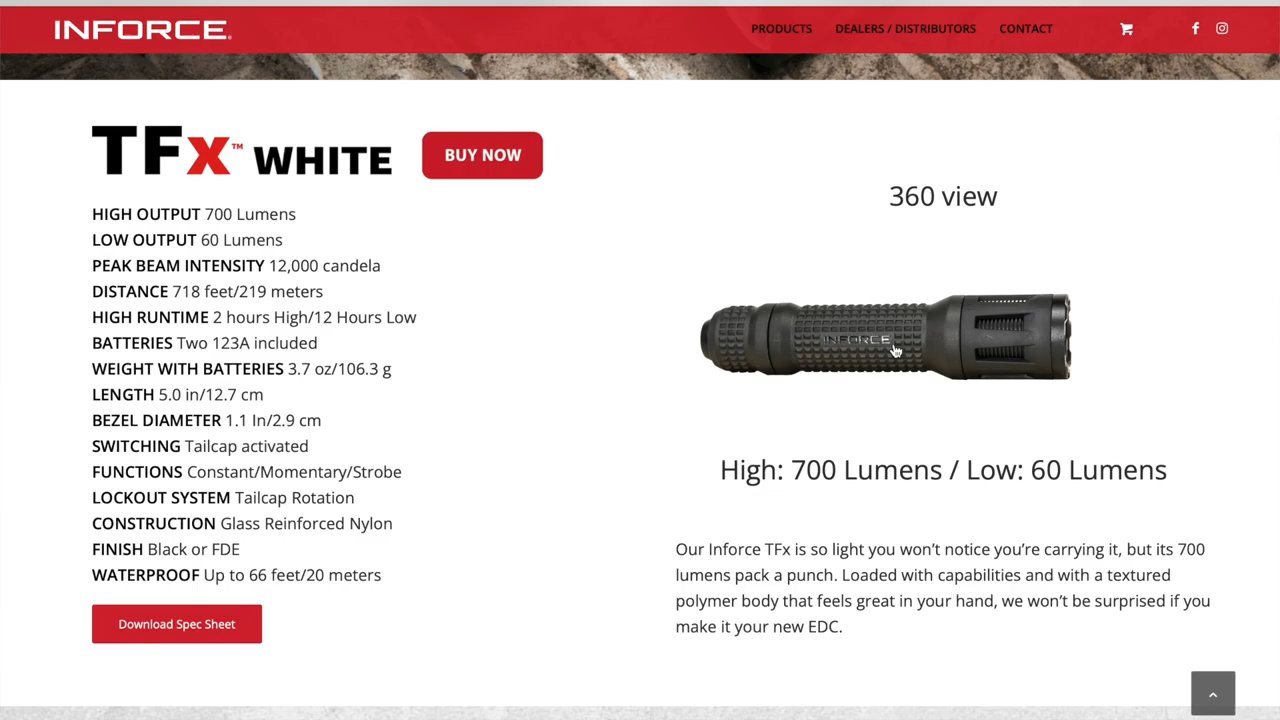 INFORCE®
PRODUCTS
DEALERS / DISTRIBUTORS
CONTACT
TFx™ WHITE
BUY NOW
HIGH OUTPUT 700 Lumens
LOW OUTPUT 60 Lumens
PEAK BEAM INTENSITY 12,000 candela
DISTANCE 718 feet/219 meters
HIGH RUNTIME 2 hours High/12 Hours Low
BATTERIES Two 123A included
WEIGHT WITH BATTERIES 3.7 oz/106.3 g
LENGTH 5.0 in/12.7 cm
BEZEL DIAMETER 1.1 In/2.9 cm
SWITCHING Tailcap activated
FUNCTIONS Constant/Momentary/Strobe
LOCKOUT SYSTEM Tailcap Rotation
CONSTRUCTION Glass Reinforced Nylon
FINISH Black or FDE
WATERPROOF Up to 66 feet/20 meters
Download Spec Sheet
360 view
INFORCE
High: 700 Lumens / Low: 60 Lumens
Our Inforce TFx is so light you won’t notice you’re carrying it, but its 700
lumens pack a punch. Loaded with capabilities and with a textured
polymer body that feels great in your hand, we won’t be surprised if you
make it your new EDC.